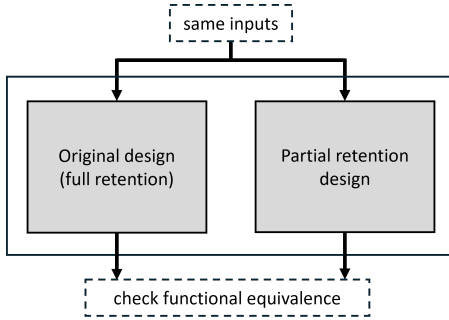 same inputs
Original design
(full retention)
Partial retention
design
check functional equivalence